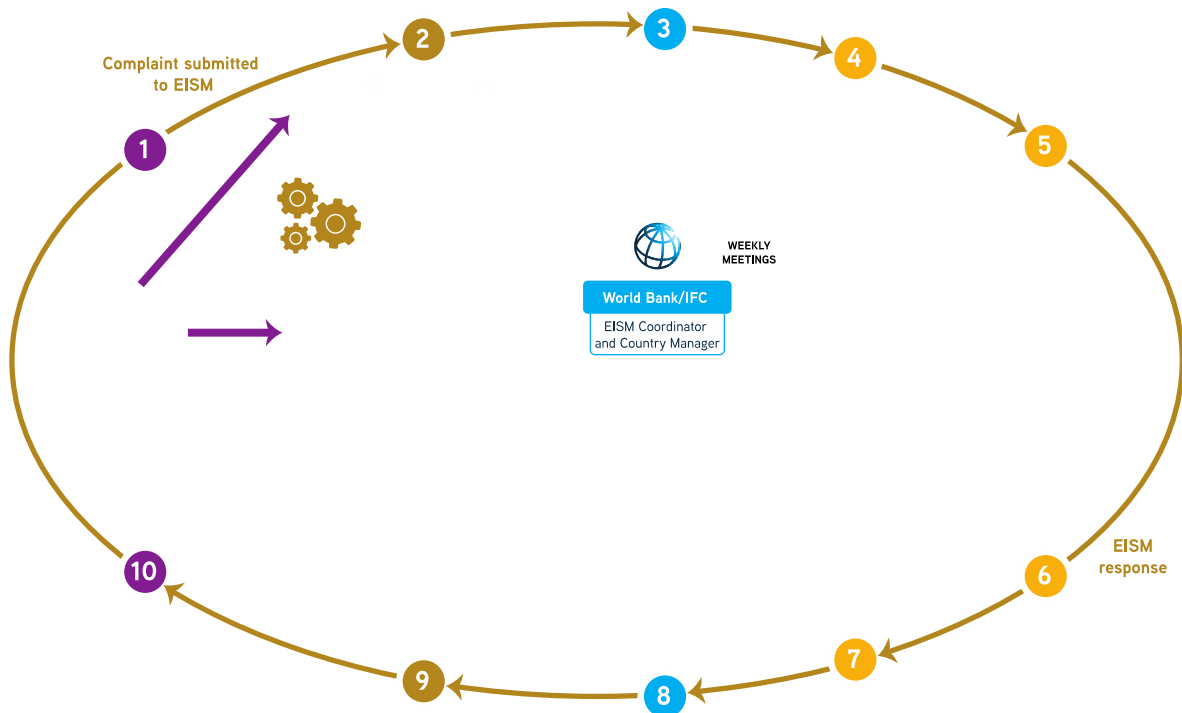 2
3
4
Complaint submitted
to EISM
1
5
WEEKLY
MEETINGS
World Bank/IFC
EISM Coordinator
and Country Manager
EISM
response
10
6
7
9
8